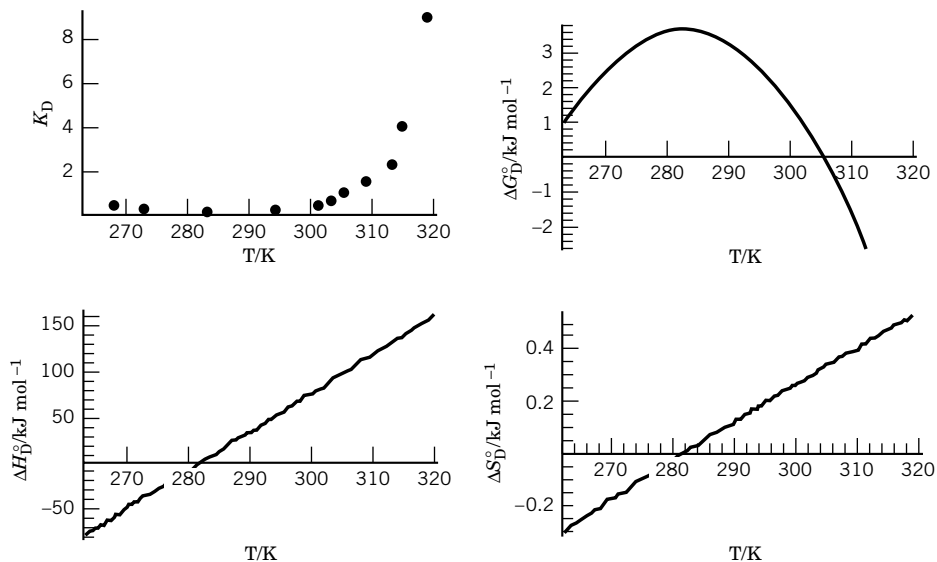 8
6
4
2
K_D
270 280 290 300 310 320
T/K
3
1
-1
-2
ΔG°_D/kJ mol⁻¹
270 280 290 300 310 320
T/K
150
100
50
-50
ΔH°_D/kJ mol⁻¹
270 280 290 300 310 320
T/K
0.4
0.2
-0.2
ΔS°_D/kJ mol⁻¹
270 280 290 300 310 320
T/K